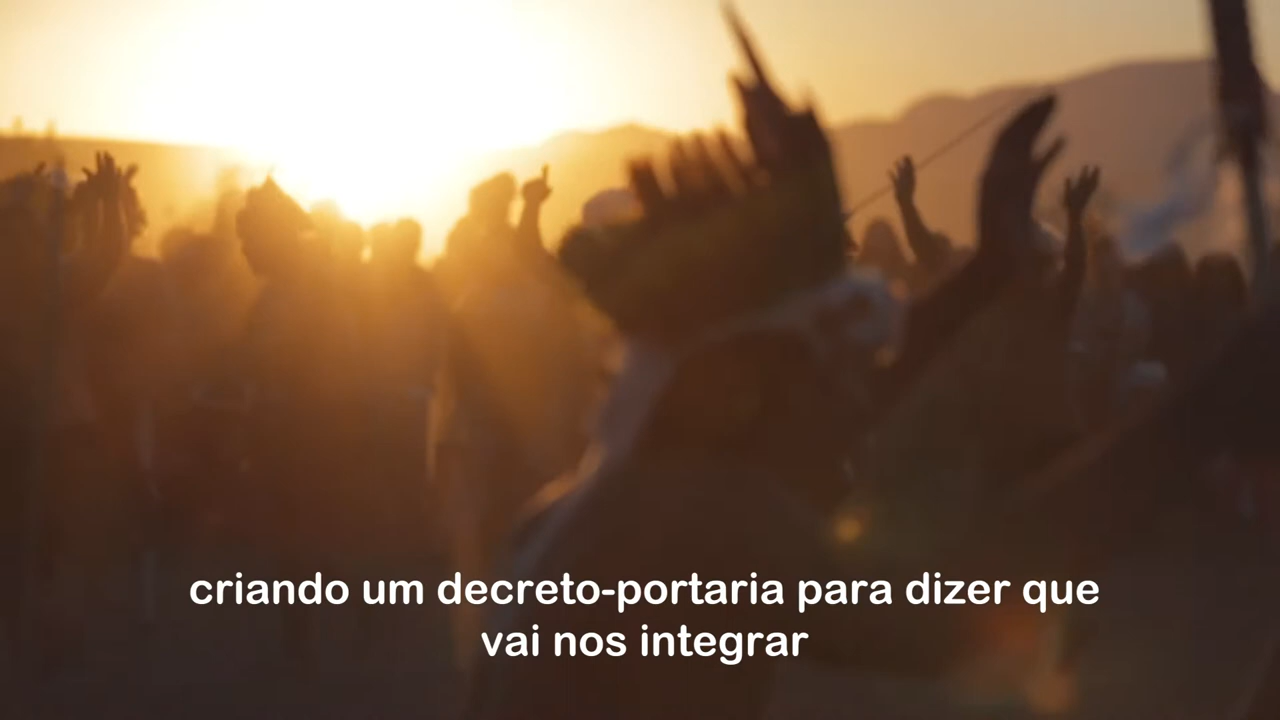 criando um decreto-portaria para dizer que
vai nos integrar